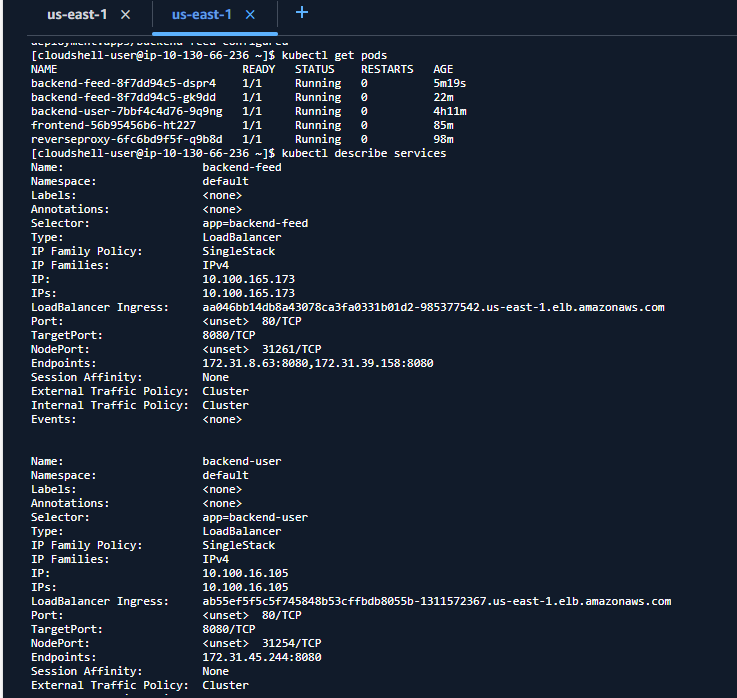 us-east-1 × us-east-1 × +
deployment.apps/backend-feed configured
[cloudshell-user@ip-10-130-66-236 ~]$ kubectl get pods
NAME READY STATUS RESTARTS AGE
backend-feed-8f7dd94c5-dspr4 1/1 Running 0 5m19s
backend-feed-8f7dd94c5-gk9dd 1/1 Running 0 22m
backend-user-7bbf4c4d76-9q9ng 1/1 Running 0 4h11m
frontend-56b95456b6-ht227 1/1 Running 0 85m
reverseproxy-6fc6bd9f5f-q9b8d 1/1 Running 0 98m
[cloudshell-user@ip-10-130-66-236 ~]$ kubectl describe services
Name: backend-feed
Namespace: default
Labels: <none>
Annotations: <none>
Selector: app=backend-feed
Type: LoadBalancer
IP Family Policy: SingleStack
IP Families: IPv4
IP: 10.100.165.173
IPs: 10.100.165.173
LoadBalancer Ingress: aa046bb14db8a43078ca3fa0331b01d2-985377542.us-east-1.elb.amazonaws.com
Port: <unset> 80/TCP
TargetPort: 8080/TCP
NodePort: <unset> 31261/TCP
Endpoints: 172.31.8.63:8080,172.31.39.158:8080
Session Affinity: None
External Traffic Policy: Cluster
Internal Traffic Policy: Cluster
Events: <none>
Name: backend-user
Namespace: default
Labels: <none>
Annotations: <none>
Selector: app=backend-user
Type: LoadBalancer
IP Family Policy: SingleStack
IP Families: IPv4
IP: 10.100.16.105
IPs: 10.100.16.105
LoadBalancer Ingress: ab55ef5f5c5f745848b53cffbdb8055b-1311572367.us-east-1.elb.amazonaws.com
Port: <unset> 80/TCP
TargetPort: 8080/TCP
NodePort: <unset> 31254/TCP
Endpoints: 172.31.45.244:8080
Session Affinity: None
External Traffic Policy: Cluster